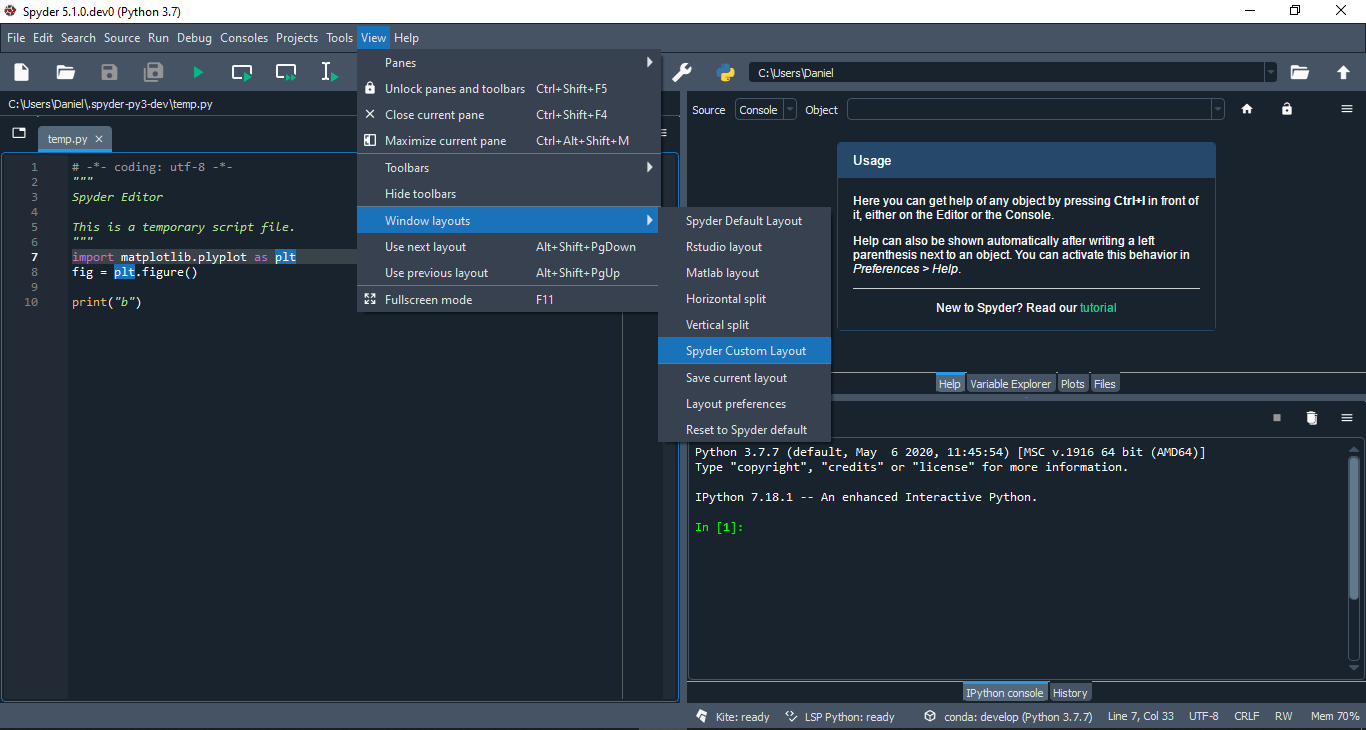 Spyder 5.1.0.dev0 (Python 3.7)
File Edit Search Source Run Debug Consoles Projects Tools View Help
C:\Users\Daniel
C:\Users\Daniel\.spyder-py3-dev\temp.py
temp.py
1 # -*- coding: utf-8 -*-
2 """
3 Spyder Editor
4
5 This is a temporary script file.
6 """
7 import matplotlib.plyplot as plt
8 fig = plt.figure()
9
10 print("b")
Panes
Unlock panes and toolbars Ctrl+Shift+F5
Close current pane Ctrl+Shift+F4
Maximize current pane Ctrl+Alt+Shift+M
Toolbars
Hide toolbars
Window layouts
Use next layout Alt+Shift+PgDown
Use previous layout Alt+Shift+PgUp
Fullscreen mode F11
Spyder Default Layout
Rstudio layout
Matlab layout
Horizontal split
Vertical split
Spyder Custom Layout
Save current layout
Layout preferences
Reset to Spyder default
Source Console Object
Usage
Here you can get help of any object by pressing Ctrl+I in front of
it, either on the Editor or the Console.
Help can also be shown automatically after writing a left
parenthesis next to an object. You can activate this behavior in
Preferences > Help.
New to Spyder? Read our tutorial
Help Variable Explorer Plots Files
Python 3.7.7 (default, May  6 2020, 11:45:54) [MSC v.1916 64 bit (AMD64)]
Type "copyright", "credits" or "license" for more information.
IPython 7.18.1 -- An enhanced Interactive Python.
In [1]:
IPython console History
Kite: ready LSP Python: ready conda: develop (Python 3.7.7) Line 7, Col 33 UTF-8 CRLF RW Mem 70%